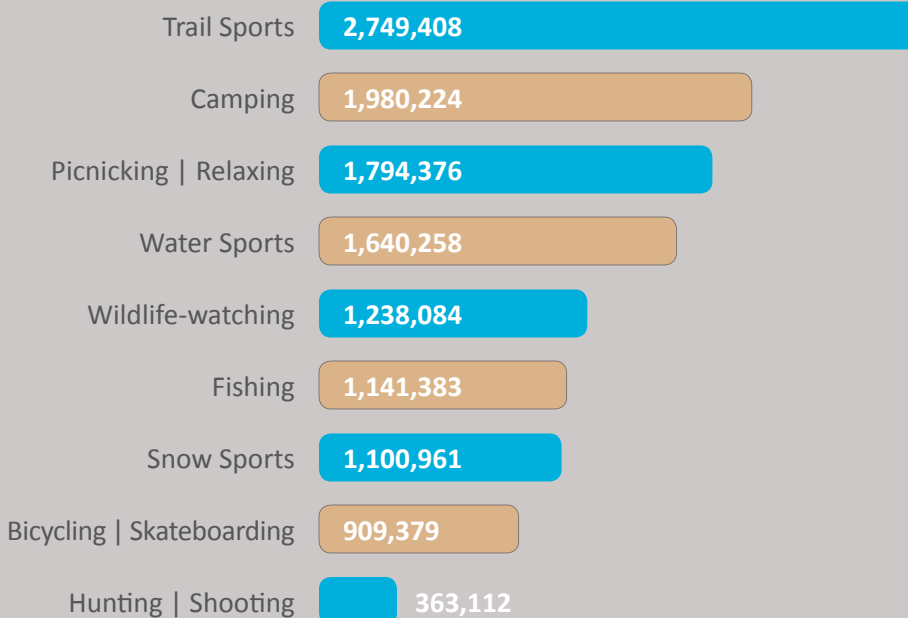 Trail Sports 2,749,408
Camping 1,980,224
Picnicking | Relaxing 1,794,376
Water Sports 1,640,258
Wildlife-watching 1,238,084
Fishing 1,141,383
Snow Sports 1,100,961
Bicycling | Skateboarding 909,379
Hunting | Shooting 363,112